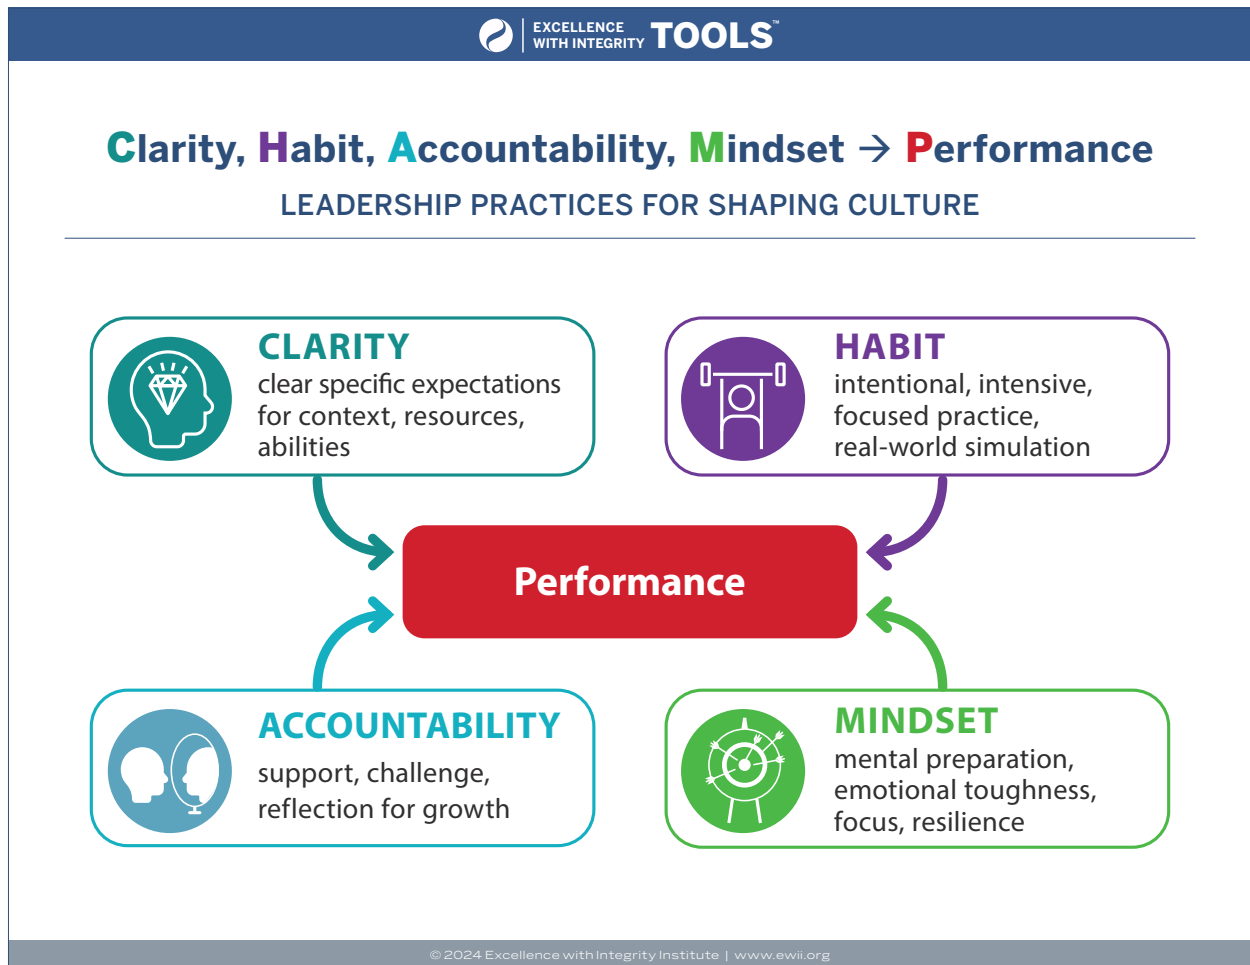 EXCELLENCE
WITH INTEGRITY TOOLS™
Clarity, Habit, Accountability, Mindset → Performance
LEADERSHIP PRACTICES FOR SHAPING CULTURE
CLARITY
clear specific expectations
for context, resources,
abilities
HABIT
intentional, intensive,
focused practice,
real-world simulation
Performance
ACCOUNTABILITY
support, challenge,
reflection for growth
MINDSET
mental preparation,
emotional toughness,
focus, resilience
© 2024 Excellence with Integrity Institute | www.ewii.org